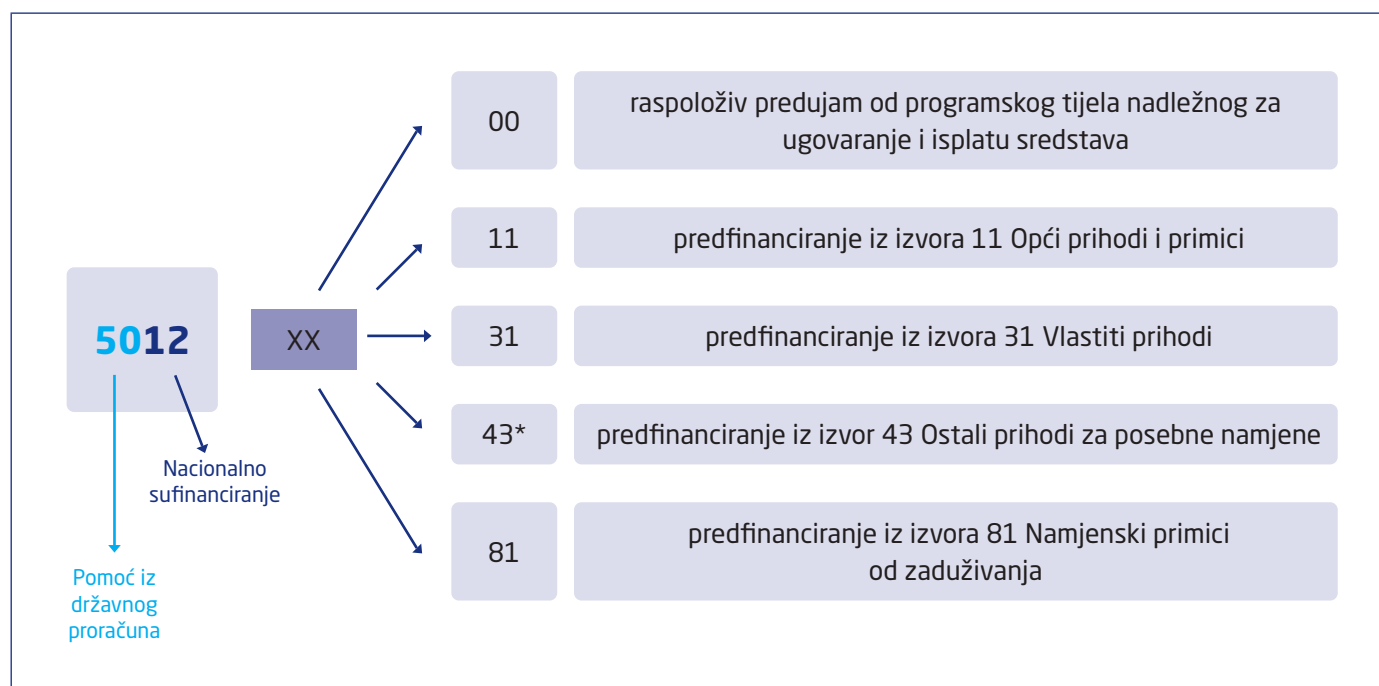 00
raspoloživ predujam od programskog tijela nadležnog za
ugovaranje i isplatu sredstava
11
predfinanciranje iz izvora 11 Opći prihodi i primici
5012
XX
31
predfinanciranje iz izvora 31 Vlastiti prihodi
43*
predfinanciranje iz izvor 43 Ostali prihodi za posebne namjene
Nacionalno
sufinanciranje
81
predfinanciranje iz izvora 81 Namjenski primici
od zaduživanja
Pomoć iz
državnog
proračuna